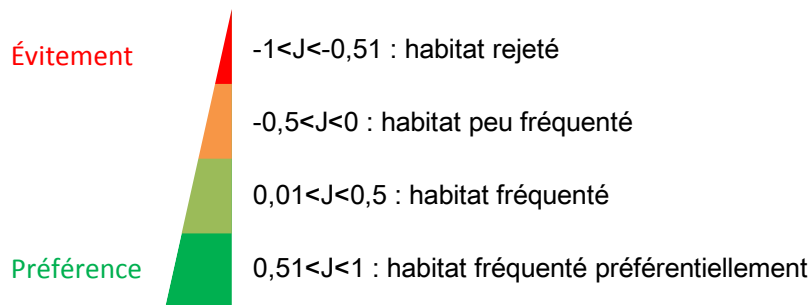 Évitement
-1<J<-0,51 : habitat rejeté
-0,5<J<0 : habitat peu fréquenté
0,01<J<0,5 : habitat fréquenté
Préférence
0,51<J<1 : habitat fréquenté préférentiellement